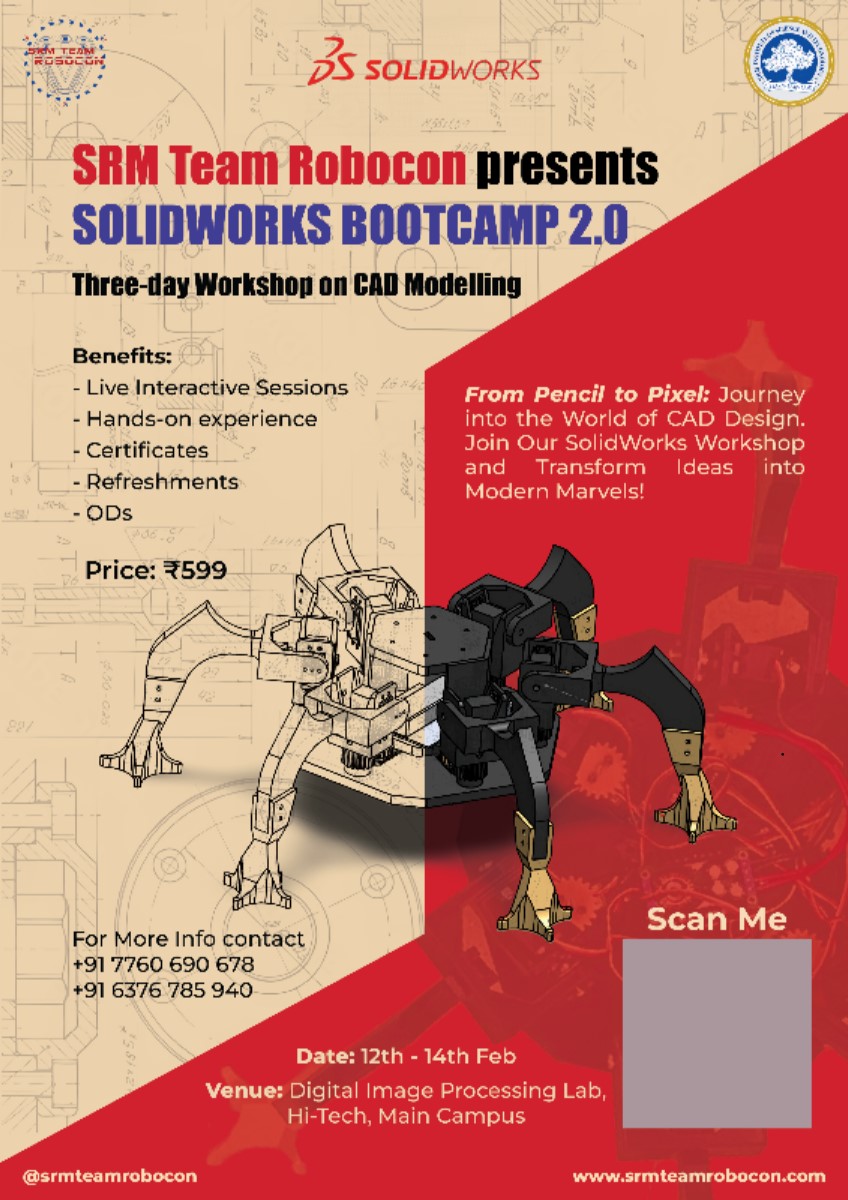 SRM TEAM
ROBOCON
SOLIDWORKS
SRM Team Robocon presents
SOLIDWORKS BOOTCAMP 2.0
Three-day Workshop on CAD Modelling
Benefits:
- Live Interactive Sessions
- Hands-on experience
- Certificates
- Refreshments
- ODs
Price: ₹599
From Pencil to Pixel: Journey
into the World of CAD Design.
Join Our SolidWorks Workshop
and Transform Ideas into
Modern Marvels!
For More Info contact
+91 7760 690 678
+91 6376 785 940
Scan Me
Date: 12th - 14th Feb
Venue: Digital Image Processing Lab,
Hi-Tech, Main Campus
@srmteamrobocon
www.srmteamrobocon.com